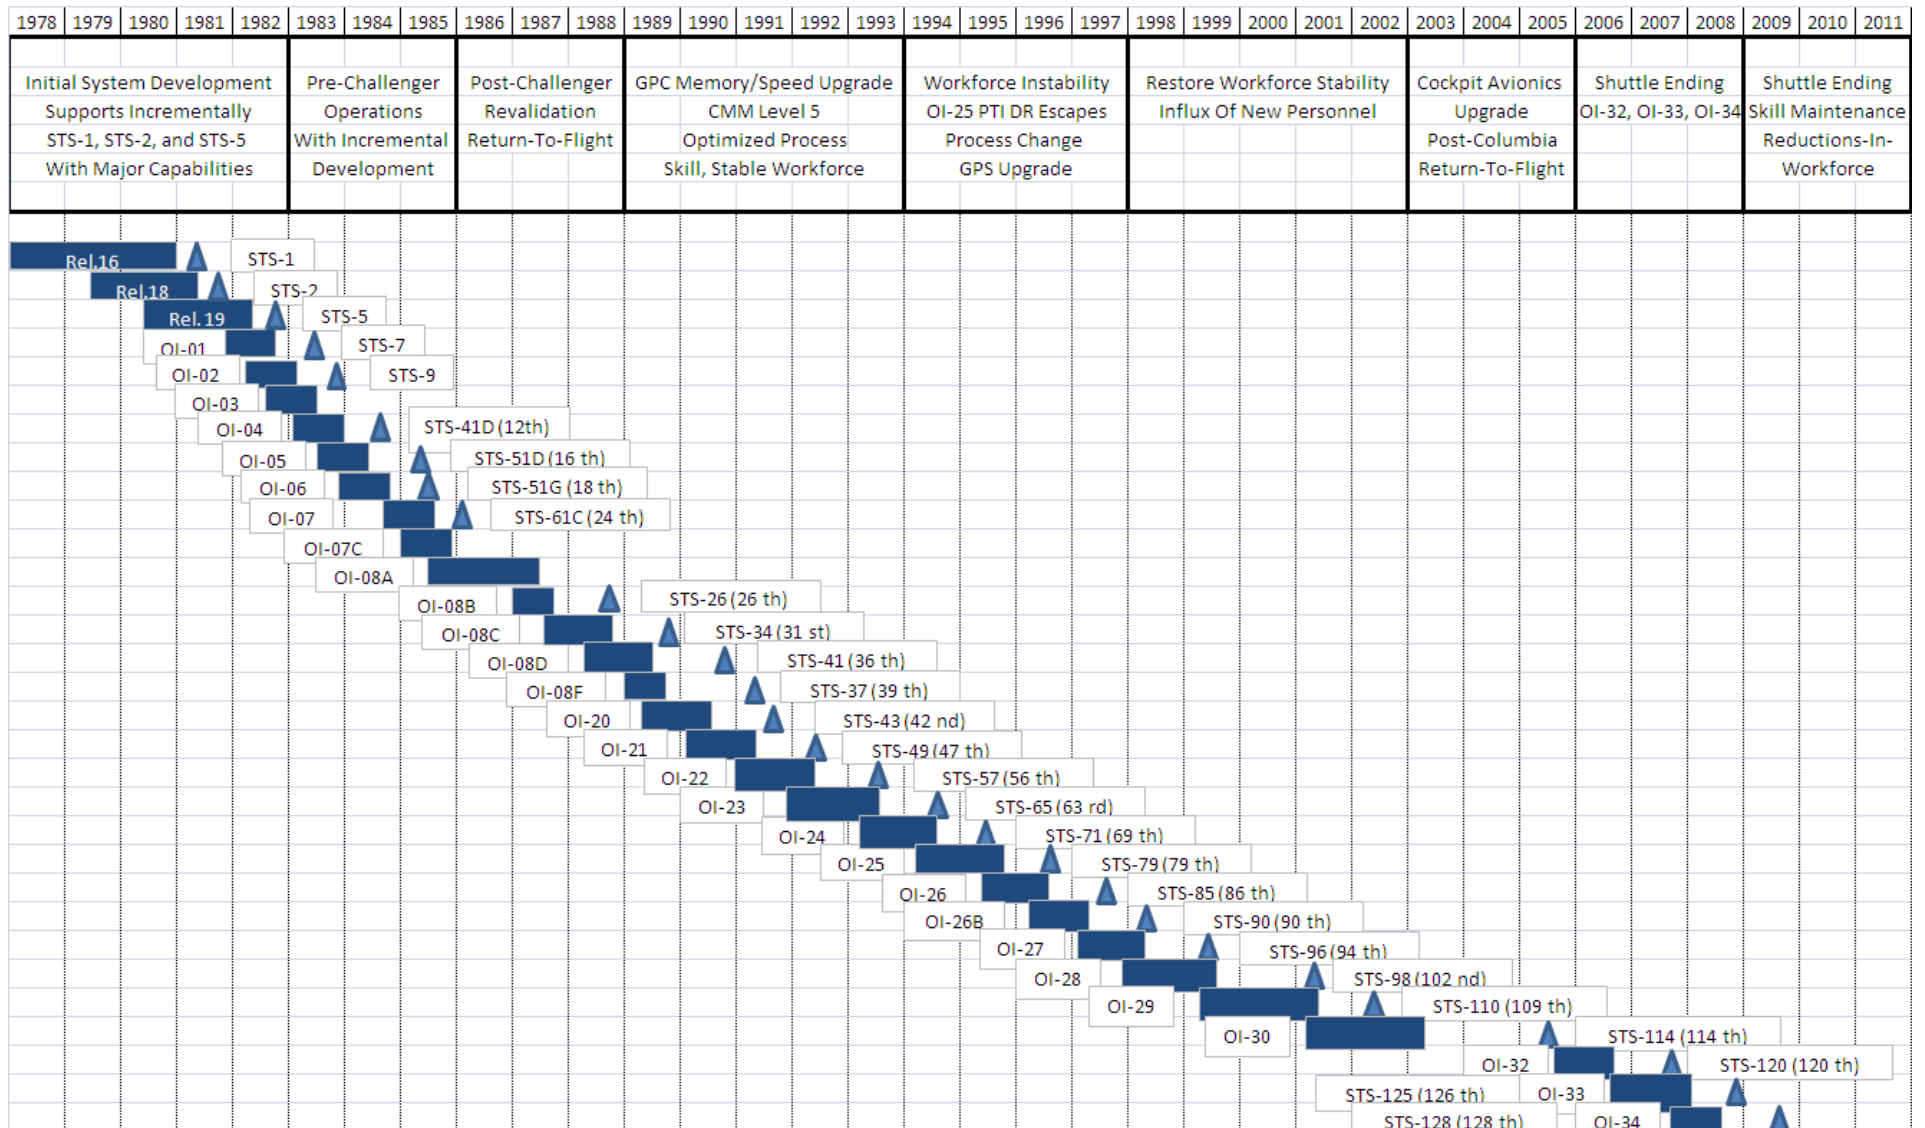 1978 1979 1980 1981 1982 1983 1984 1985 1986 1987 1988 1989 1990 1991 1992 1993 1994 1995 1996 1997 1998 1999 2000 2001 2002 2003 2004 2005 2006 2007 2008 2009 2010 2011
Initial System Development
Supports Incrementally
STS-1, STS-2, and STS-5
With Major Capabilities
Pre-Challenger
Operations
With Incremental
Development
Post-Challenger
Revalidation
Return-To-Flight
GPC Memory/Speed Upgrade
CMM Level 5
Optimized Process
Skill, Stable Workforce
Workforce Instability
OI-25 PTI DR Escapes
Process Change
GPS Upgrade
Restore Workforce Stability
Influx Of New Personnel
Cockpit Avionics
Upgrade
Post-Columbia
Return-To-Flight
Shuttle Ending
OI-32, OI-33, OI-34
Shuttle Ending
Skill Maintenance
Reductions-In-
Workforce
Rel.16 STS-1
Rel.18 STS-2
Rel.19 STS-5
OI-01 STS-7
OI-02 STS-9
OI-03
OI-04 STS-41D (12th)
OI-05 STS-51D (16 th)
OI-06 STS-51G (18 th)
OI-07 STS-61C (24 th)
OI-07C
OI-08A
OI-08B STS-26 (26 th)
OI-08C STS-34 (31 st)
OI-08D STS-41 (36 th)
OI-08F STS-37 (39 th)
OI-20 STS-43 (42 nd)
OI-21 STS-49 (47 th)
OI-22 STS-57 (56 th)
OI-23 STS-65 (63 rd)
OI-24 STS-71 (69 th)
OI-25 STS-79 (79 th)
OI-26 STS-85 (86 th)
OI-26B STS-90 (90 th)
OI-27 STS-96 (94 th)
OI-28 STS-98 (102 nd)
OI-29 STS-110 (109 th)
OI-30 STS-114 (114 th)
OI-32 STS-120 (120 th)
STS-125 (126 th) OI-33
STS-128 (128 th) OI-34